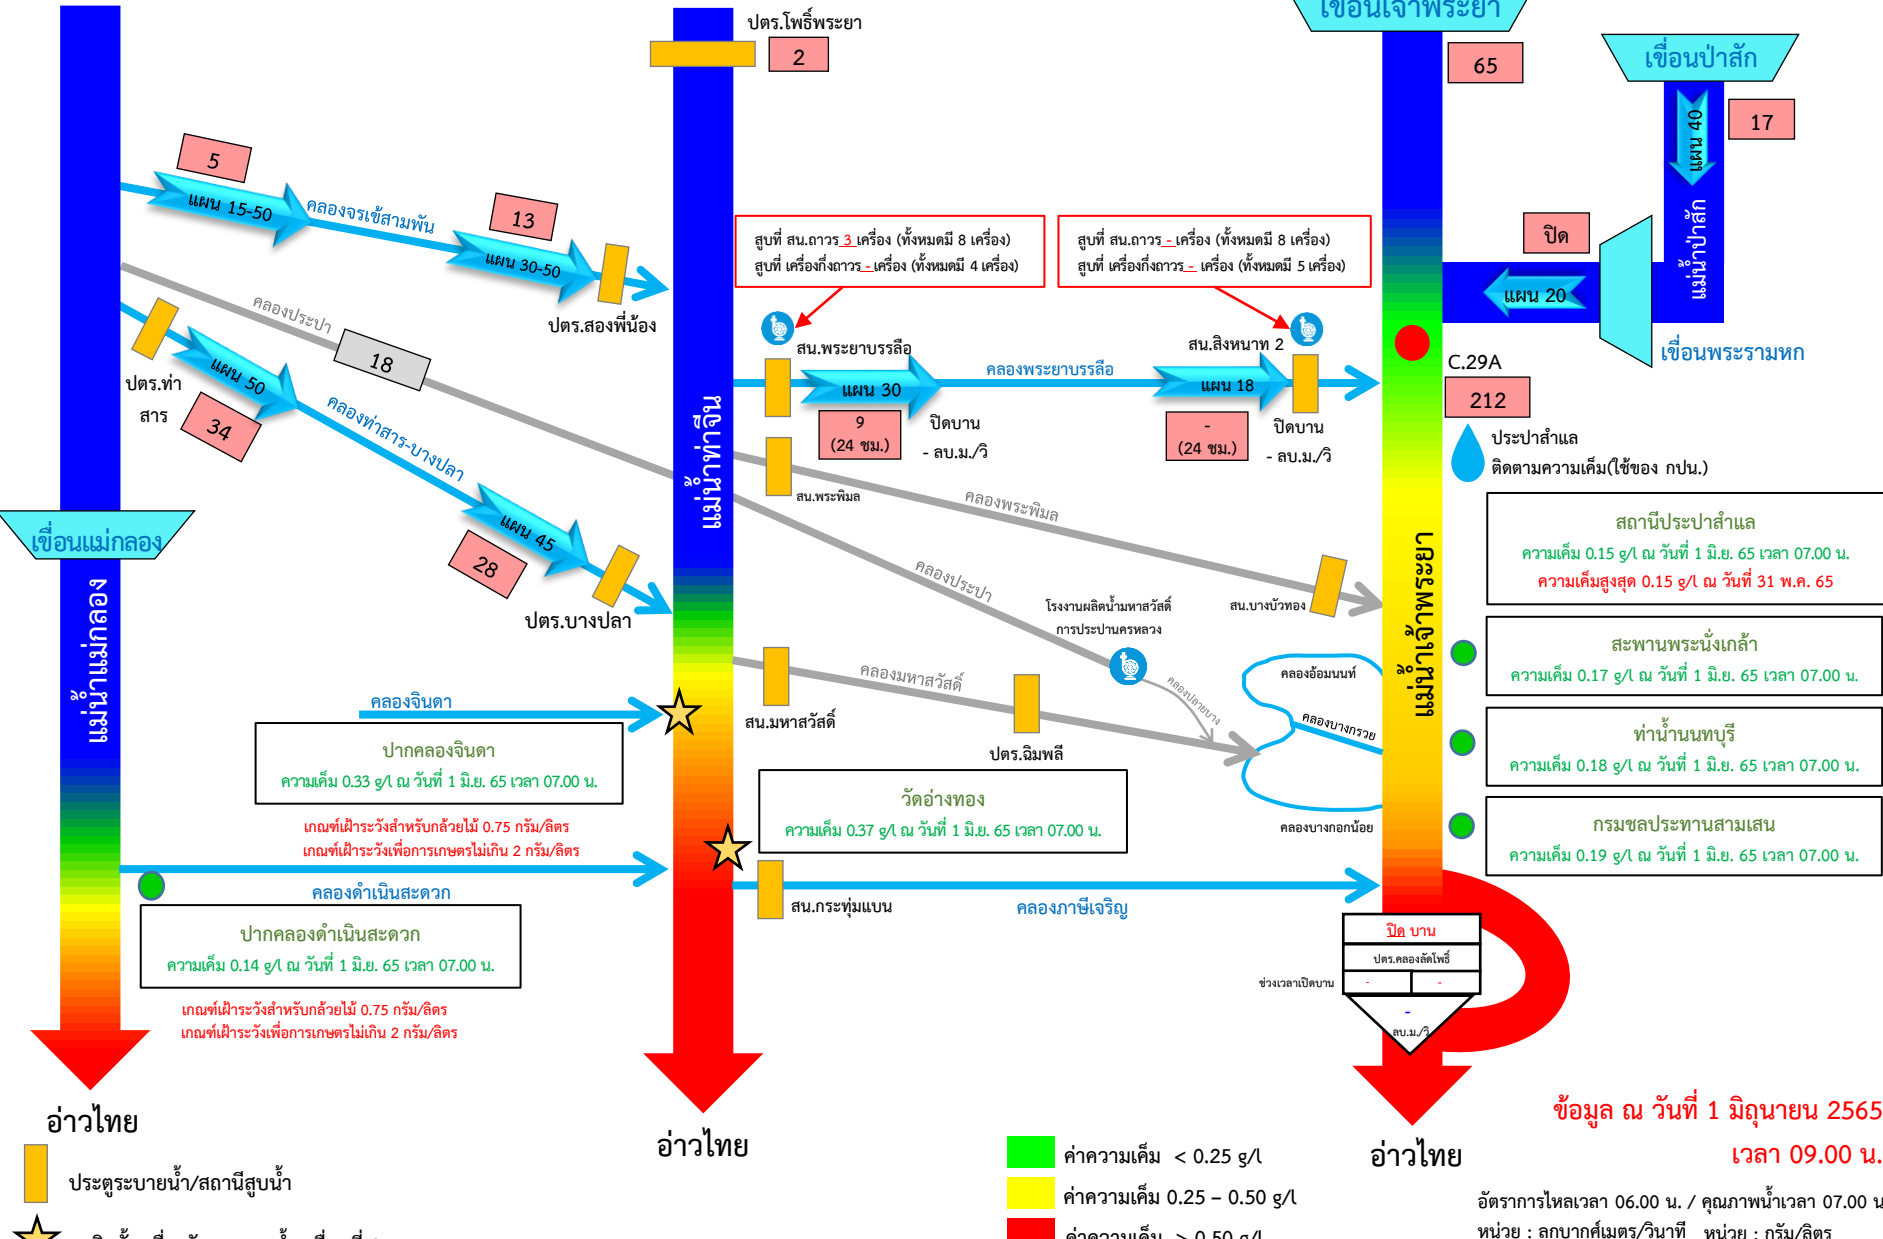 เขื่อนเจ้าพระยา
ปตร.โพธิ์พระยา
2
65
เขื่อนป่าสัก
แผน 40
17
5
แผน 15-50
คลองจรเข้สามพัน
13
แผน 30-50
ปตร.สองพี่น้อง
สูบที่ สน.ถาวร 3 เครื่อง (ทั้งหมดมี 8 เครื่อง)
สูบที่ เครื่องกึ่งถาวร - เครื่อง (ทั้งหมดมี 4 เครื่อง)
สูบที่ สน.ถาวร - เครื่อง (ทั้งหมดมี 8 เครื่อง)
สูบที่ เครื่องกึ่งถาวร - เครื่อง (ทั้งหมดมี 5 เครื่อง)
ปิด
แม่น้ำป่าสัก
แผน 20
เขื่อนพระรามหก
คลองประปา
18
ปตร.ท่า
สาร
แผน 50
34
คลองท่าสาร-บางปลา
สน.พระยาบรรลือ
แผน 30
9
(24 ชม.)
ปิดบาน
- ลบ.ม./วิ
คลองพระยาบรรลือ
สน.สิงหนาท 2
แผน 18
-
(24 ชม.)
ปิดบาน
- ลบ.ม./วิ
C.29A
212
ประปาสำแล
ติดตามความเค็ม(ใช้ของ กปน.)
แม่น้ำท่าจีน
สน.พระพิมล
คลองพระพิมล
สถานีประปาสำแล
ความเค็ม 0.15 g/l ณ วันที่ 1 มิ.ย. 65 เวลา 07.00 น.
ความเค็มสูงสุด 0.15 g/l ณ วันที่ 31 พ.ค. 65
เขื่อนแม่กลอง
แผน 45
28
ปตร.บางปลา
คลองประปา
โรงงานผลิตน้ำมหาสวัสดิ์
การประปานครหลวง
สน.บางบัวทอง
แม่น้ำแม่กลอง
แม่น้ำเจ้าพระยา
สะพานพระนั่งเกล้า
ความเค็ม 0.17 g/l ณ วันที่ 1 มิ.ย. 65 เวลา 07.00 น.
คลองจินดา
สน.มหาสวัสดิ์
คลองมหาสวัสดิ์
ปตร.ฉิมพลี
คลองปลายบาง
คลองอ้อมนนท์
คลองบางกรวย
คลองบางกอกน้อย
ท่าน้ำนนทบุรี
ความเค็ม 0.18 g/l ณ วันที่ 1 มิ.ย. 65 เวลา 07.00 น.
ปากคลองจินดา
ความเค็ม 0.33 g/l ณ วันที่ 1 มิ.ย. 65 เวลา 07.00 น.
เกณฑ์เฝ้าระวังสำหรับกล้วยไม้ 0.75 กรัม/ลิตร
เกณฑ์เฝ้าระวังเพื่อการเกษตรไม่เกิน 2 กรัม/ลิตร
วัดอ่างทอง
ความเค็ม 0.37 g/l ณ วันที่ 1 มิ.ย. 65 เวลา 07.00 น.
กรมชลประทานสามเสน
ความเค็ม 0.19 g/l ณ วันที่ 1 มิ.ย. 65 เวลา 07.00 น.
คลองดำเนินสะดวก
สน.กระทุ่มแบน
คลองภาษีเจริญ
ปากคลองดำเนินสะดวก
ความเค็ม 0.14 g/l ณ วันที่ 1 มิ.ย. 65 เวลา 07.00 น.
เกณฑ์เฝ้าระวังสำหรับกล้วยไม้ 0.75 กรัม/ลิตร
เกณฑ์เฝ้าระวังเพื่อการเกษตรไม่เกิน 2 กรัม/ลิตร
ปิด บาน
ปตร.คลองลัดโพธิ์
ช่วงเวลาเปิดบาน
-
-
-
ลบ.ม./วิ
อ่าวไทย
อ่าวไทย
อ่าวไทย
ข้อมูล ณ วันที่ 1 มิถุนายน 2565
เวลา 09.00 น.
ประตูระบายน้ำ/สถานีสูบน้ำ
ค่าความเค็ม < 0.25 g/l
ค่าความเค็ม 0.25 – 0.50 g/l
ค่าความเค็ม > 0.50 g/l
อัตราการไหลเวลา 06.00 น. / คุณภาพน้ำเวลา 07.00 น
หน่วย : ลูกบากศ์เมตร/วินาที หน่วย : กรัม/ลิตร